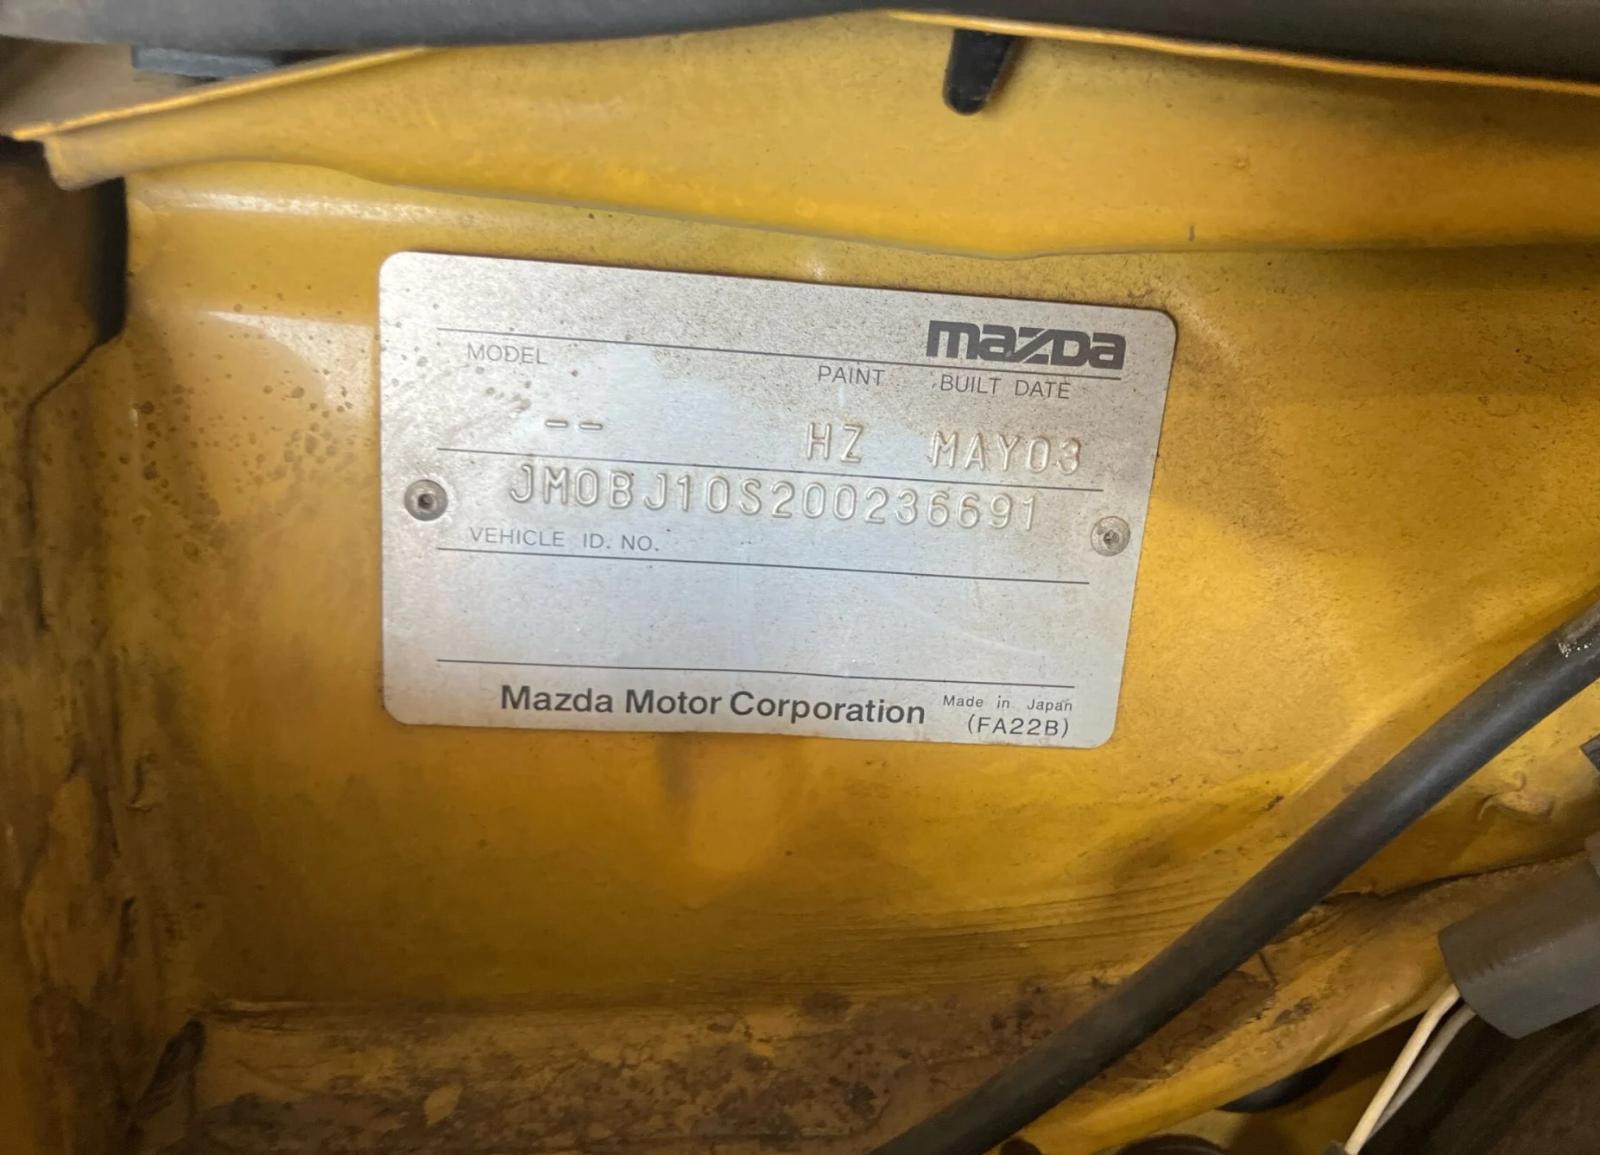 mazda
MODEL PAINT BUILT DATE
-- HZ MAY03
JM0BJ10S200236691
VEHICLE ID. NO.
Mazda Motor Corporation Made in Japan
(FA22B)